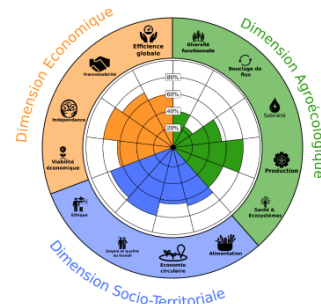 Dimension Economique
Dimension Agroécologique
Efficience
globale
Diversité
fonctionnelle
Bouclage de
flux
Sobriété
Production
Santé &
Ecosystèmes
Alimentation
Economie
circulaire
Emploi et qualité
au travail
Ethique
Viabilité
économique
Indépendance
Transmissibilité
80%
60%
40%
20%
Dimension Socio-Territoriale